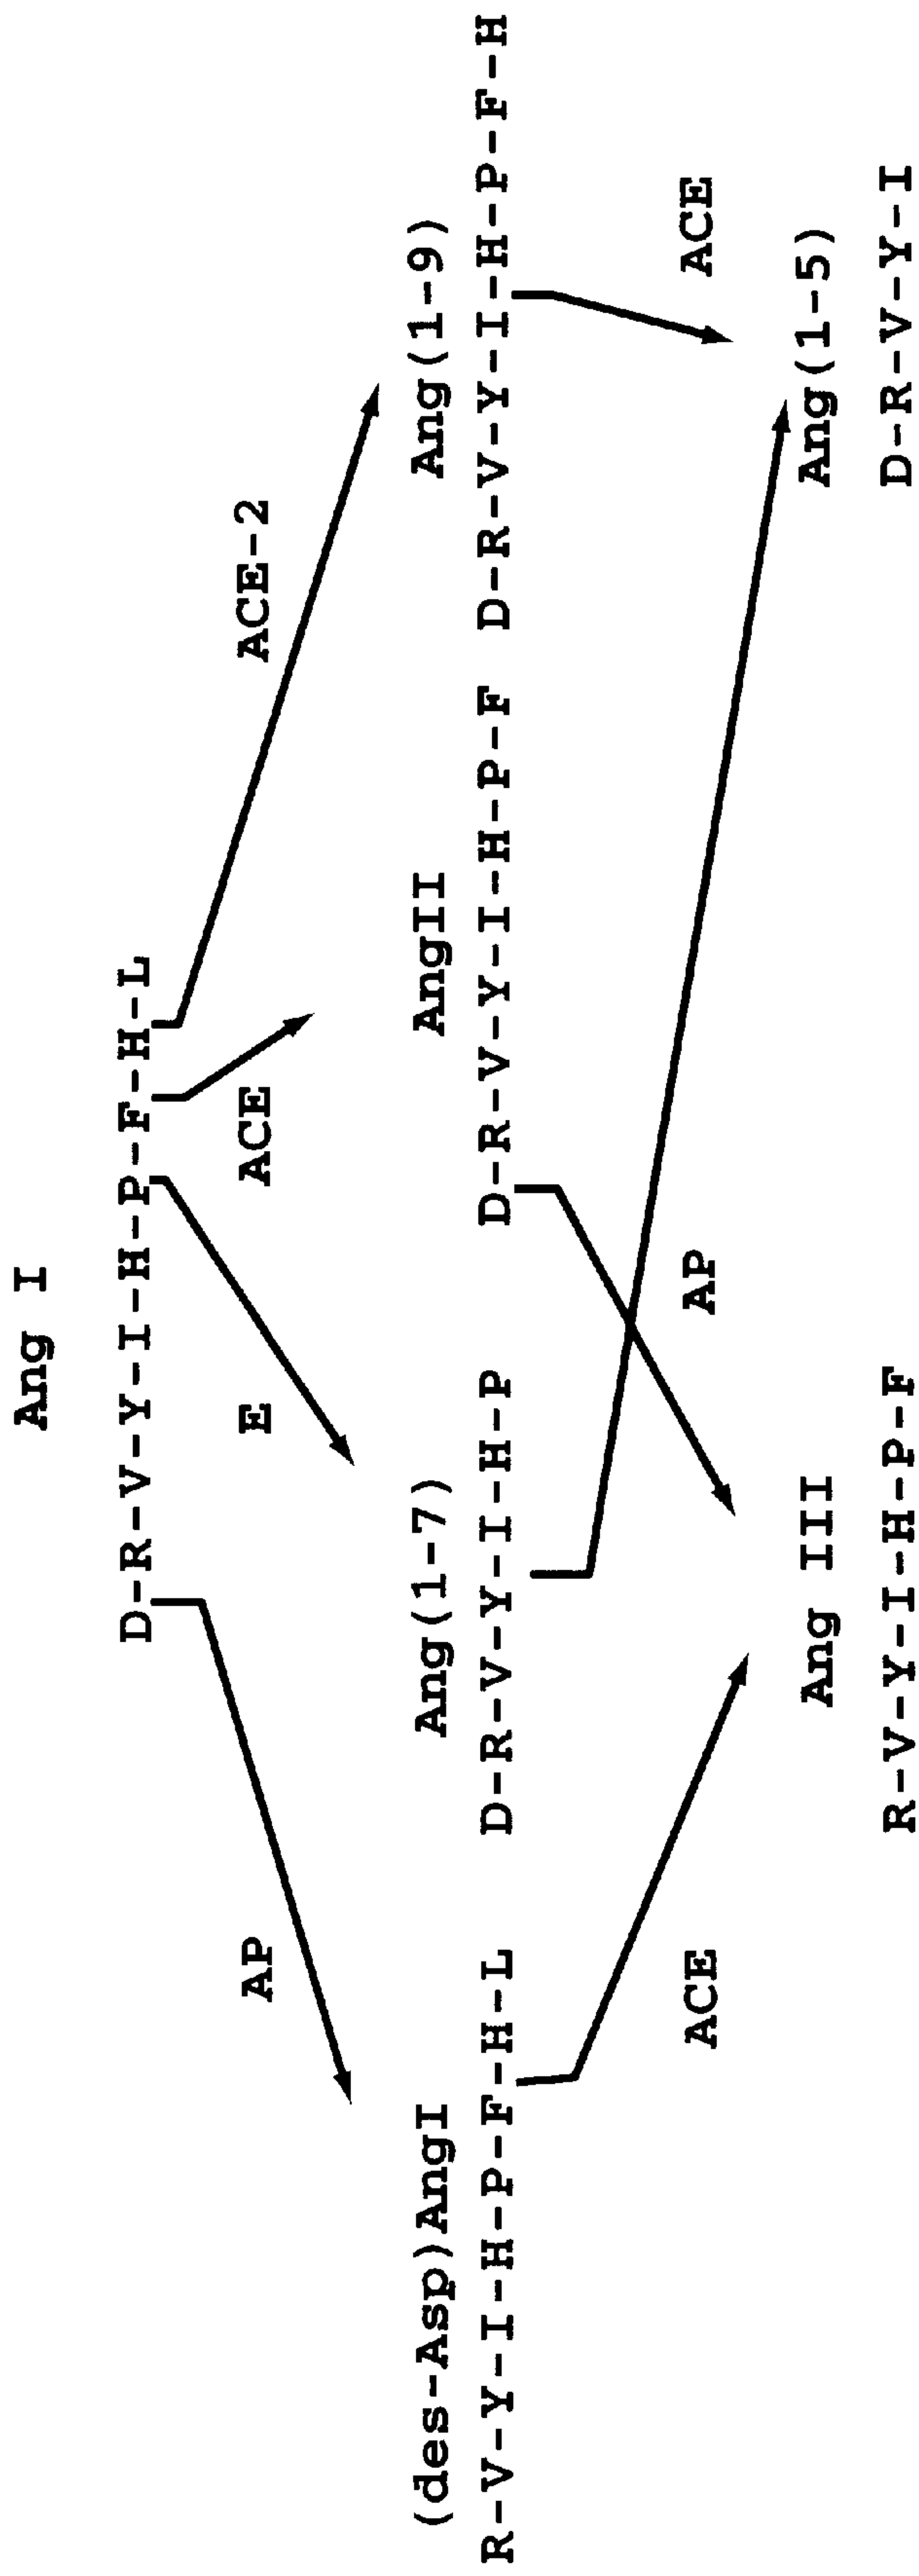 Ang I
D-R-V-Y-I-H-P-F-H-L
AP
E
ACE
ACE-2
(des-Asp)AngI
Ang(1-7)
AngII
Ang(1-9)
R-V-Y-I-H-P-F-H-L
D-R-V-Y-I-H-P
D-R-V-Y-I-H-P-F
D-R-V-Y-I-H-P-F-H
ACE
AP
ACE
Ang III
Ang(1-5)
R-V-Y-I-H-P-F
D-R-V-Y-I